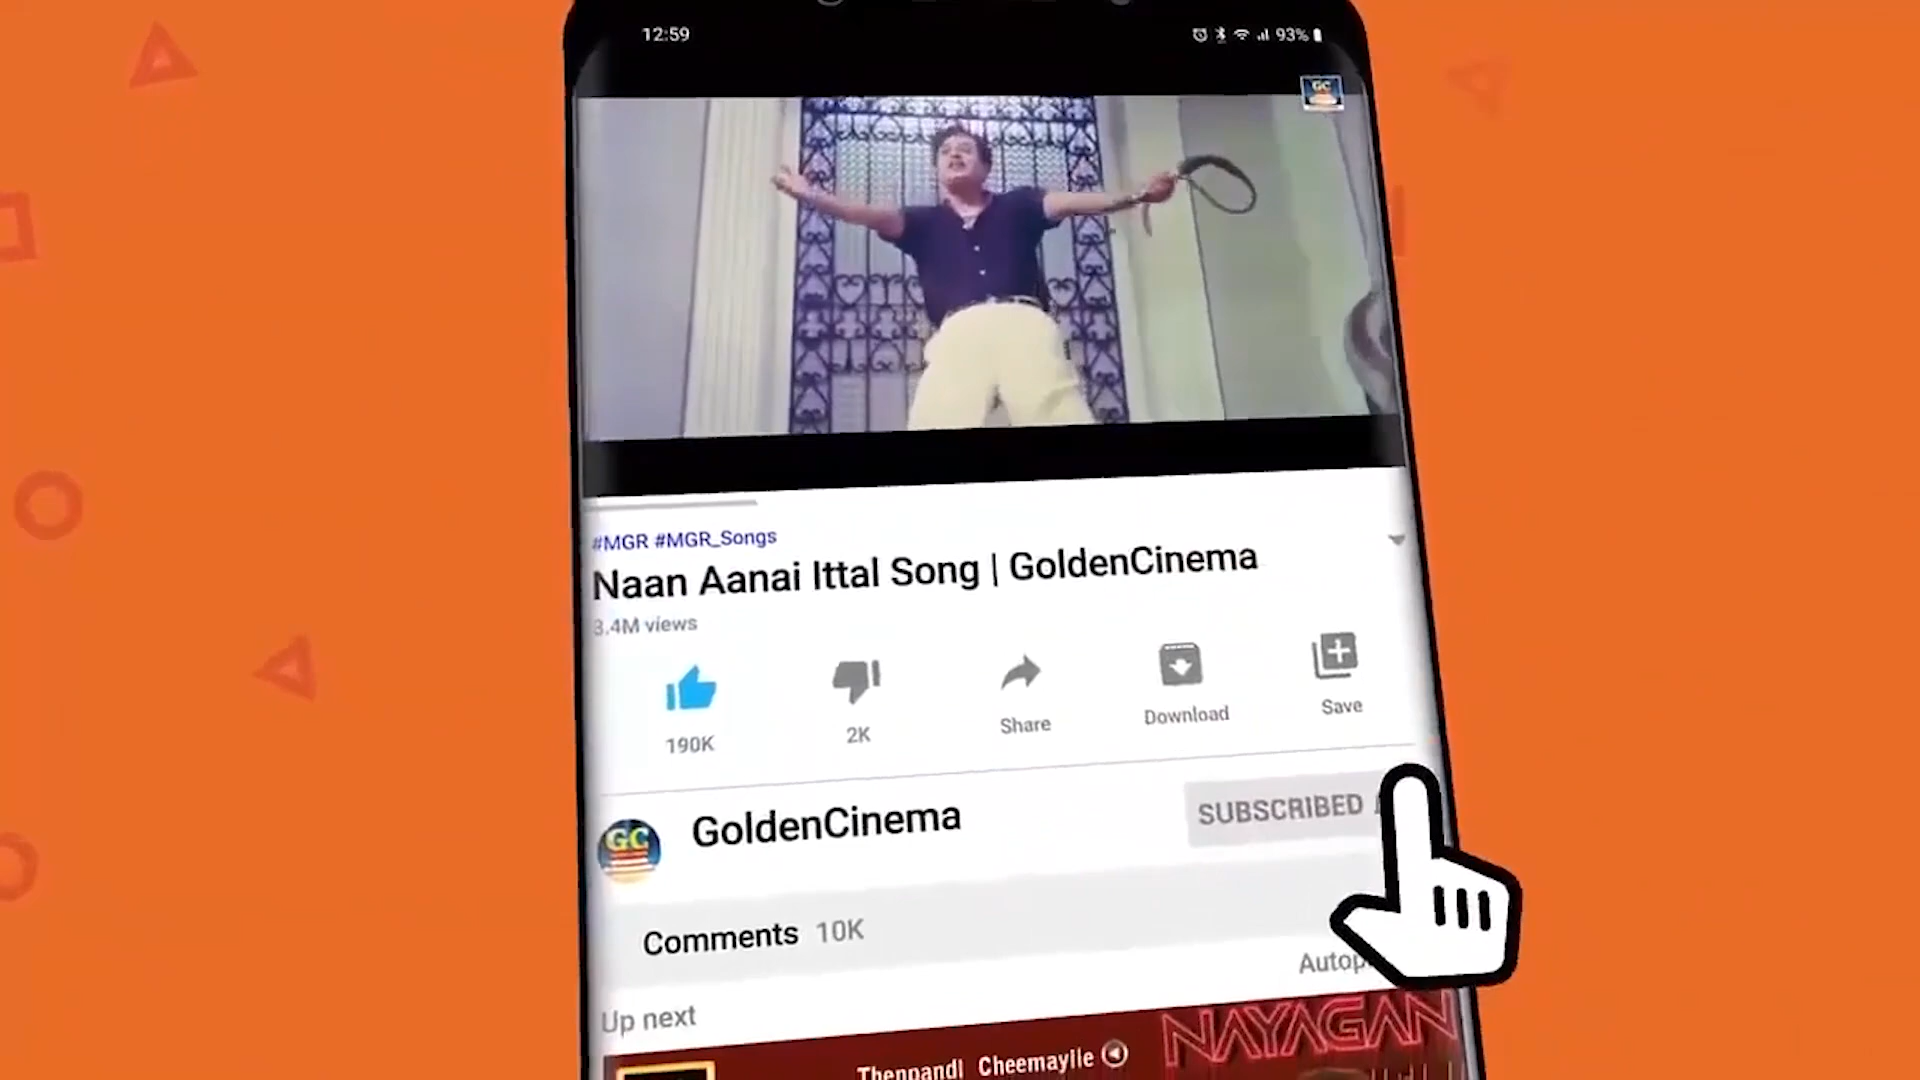 12:59
93%
GC
#MGR #MGR_Songs
Naan Aanai Ittal Song | GoldenCinema
3.4M views
190K
2K
Share
Download
Save
GC
GoldenCinema
SUBSCRIBED
Comments 10K
Up next
Thenpandi Cheemayile
NAYAGAN